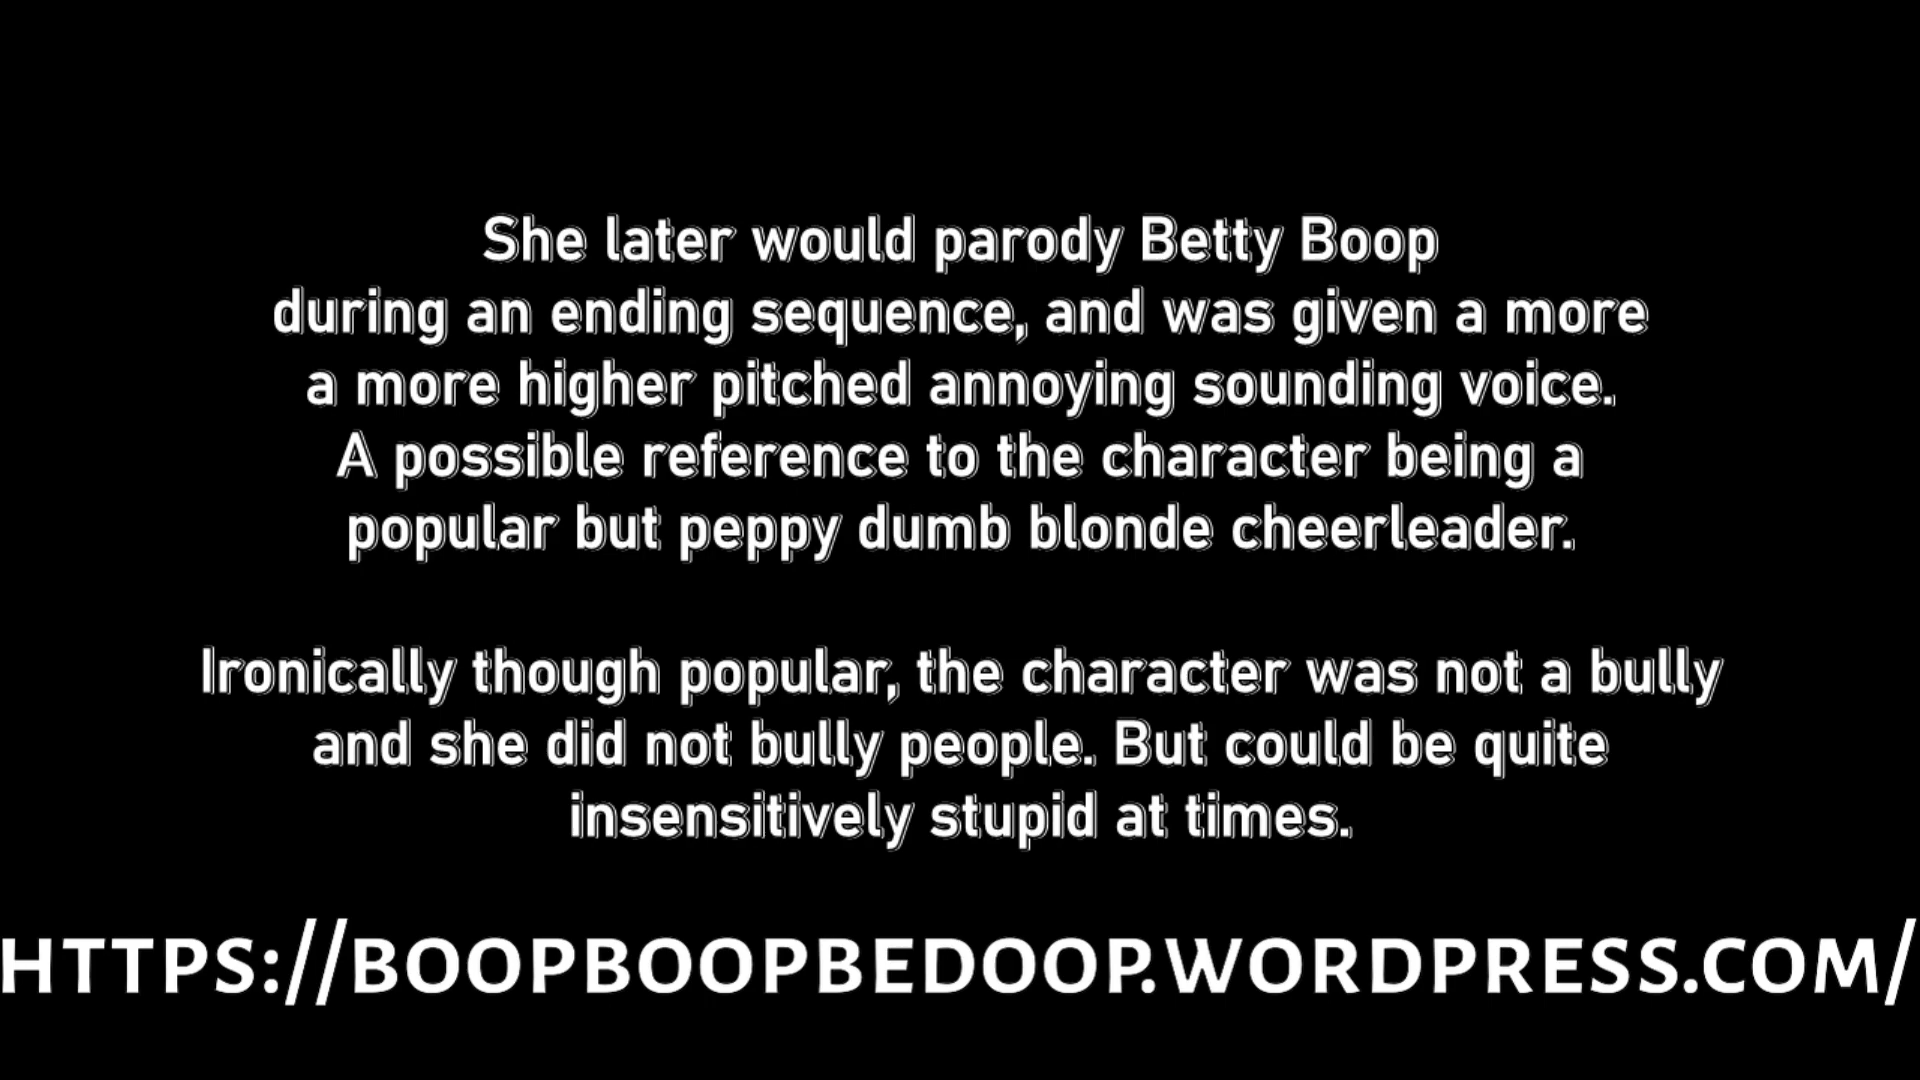 She later would parody Betty Boop
during an ending sequence, and was given a more
a more higher pitched annoying sounding voice.
A possible reference to the character being a
popular but peppy dumb blonde cheerleader.
Ironically though popular, the character was not a bully
and she did not bully people. But could be quite
insensitively stupid at times.
HTTPS://BOOPBOOPBEDOOP.WORDPRESS.COM/